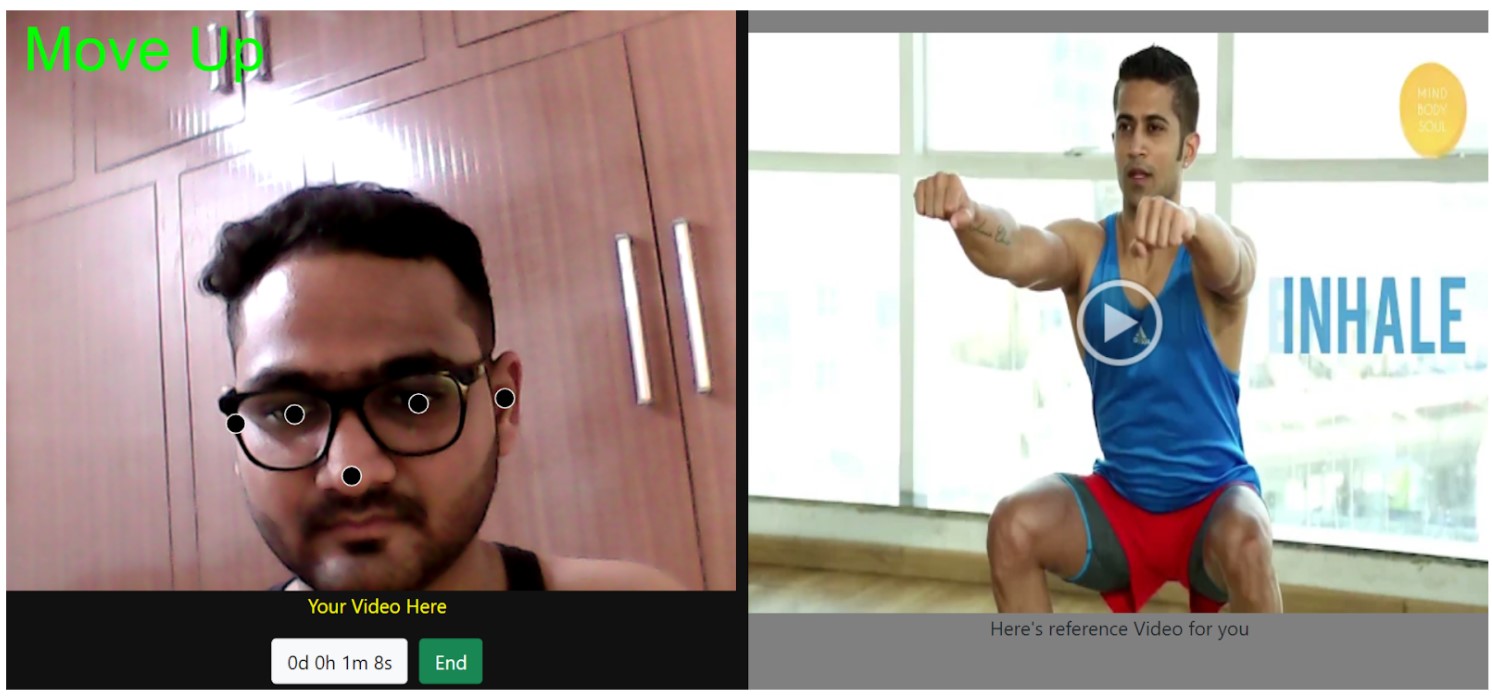 Move Up
MIND
BODY
SOUL
INHALE
Your Video Here
Here's reference Video for you
0d 0h 1m 8s
End